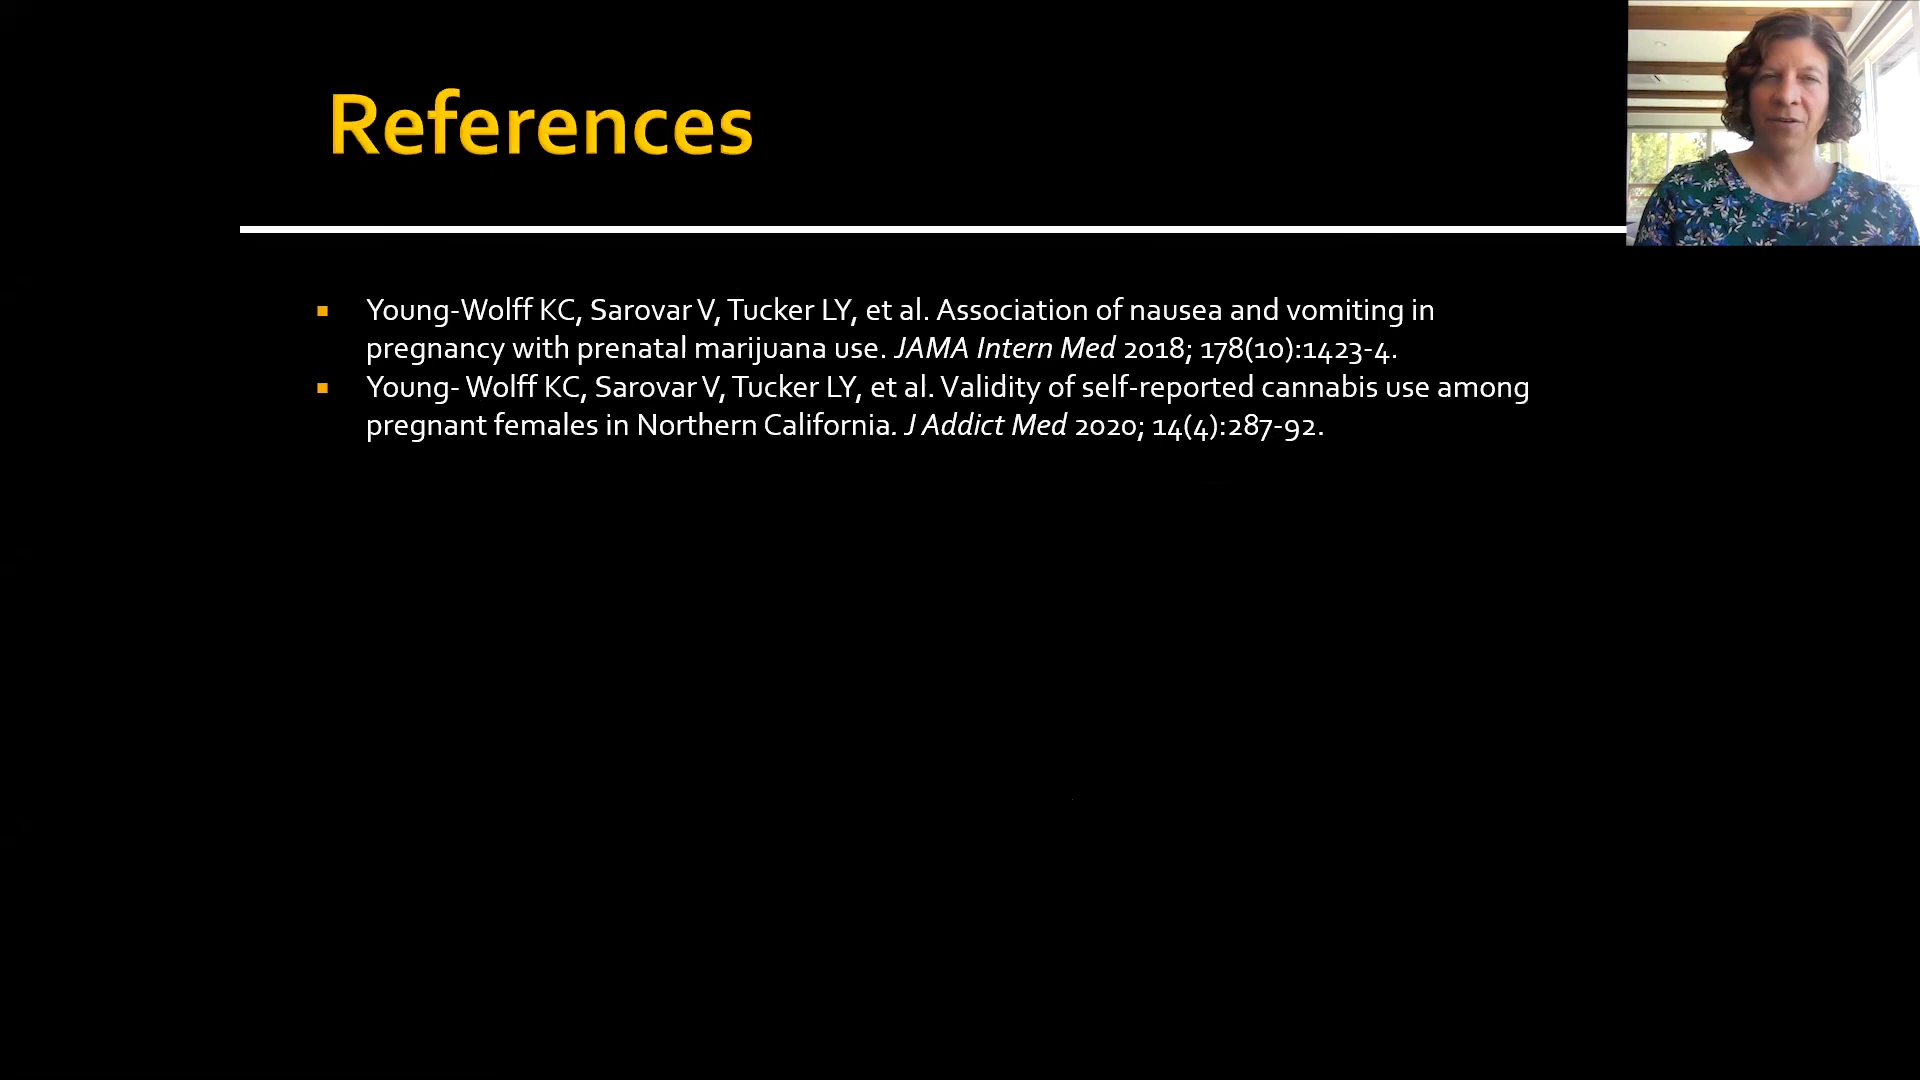 References
Young-Wolff KC, Sarovar V, Tucker LY, et al. Association of nausea and vomiting in
pregnancy with prenatal marijuana use. JAMA Intern Med 2018; 178(10):1423-4.
Young- Wolff KC, Sarovar V, Tucker LY, et al. Validity of self-reported cannabis use among
pregnant females in Northern California. J Addict Med 2020; 14(4):287-92.